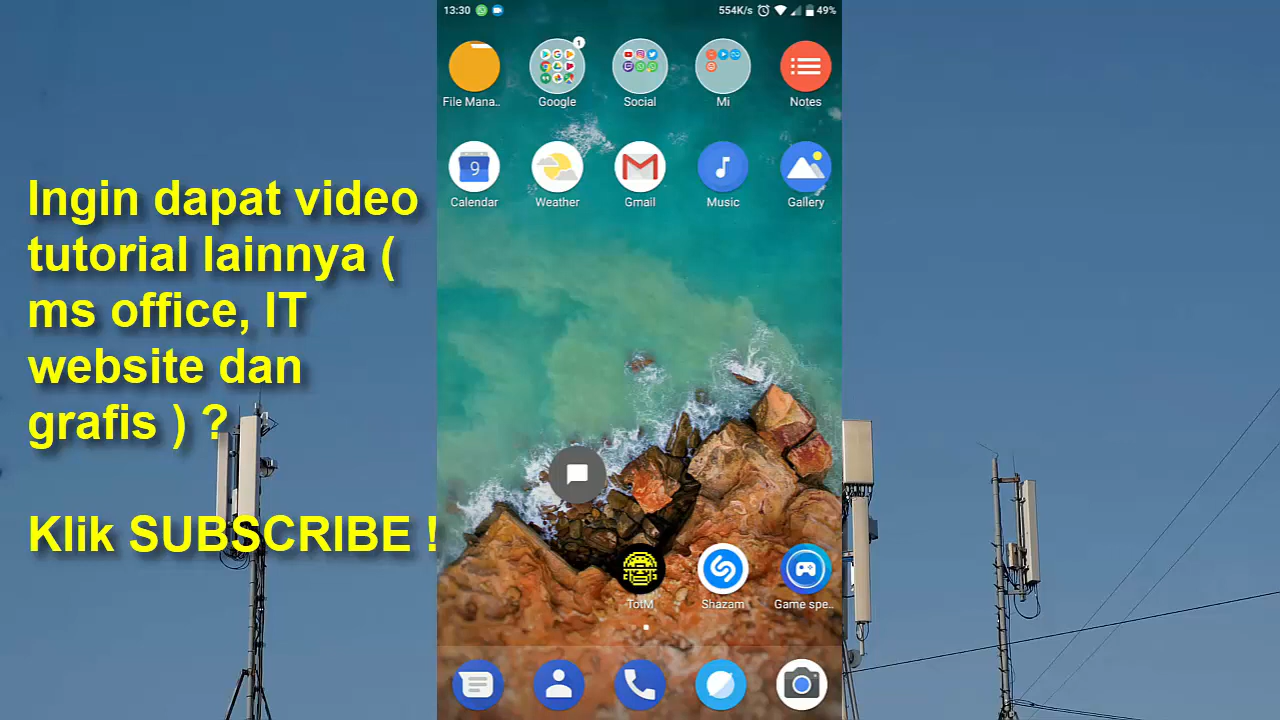 Ingin dapat video
tutorial lainnya (
ms office, IT
website dan
grafis ) ?
Klik SUBSCRIBE !
13:30
554K/s 49%
File Mana..
Google
Social
Mi
Notes
1
9
Calendar
Weather
Gmail
Music
Gallery
TotM
Shazam
Game spe..